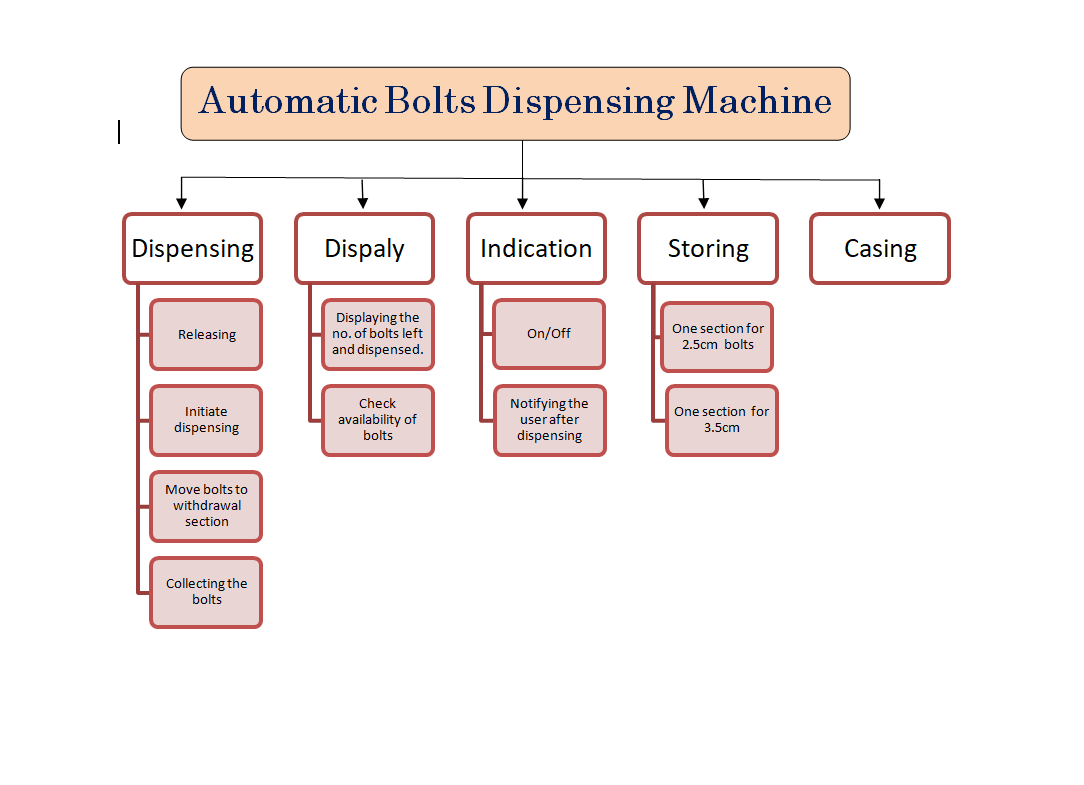 Automatic Bolts Dispensing Machine
Dispensing
Dispaly
Indication
Storing
Casing
Releasing
Initiate
dispensing
Move bolts to
withdrawal
section
Collecting the
bolts
Displaying the
no. of bolts left
and dispensed.
Check
availability of
bolts
On/Off
Notifying the
user after
dispensing
One section for
2.5cm bolts
One section for
3.5cm